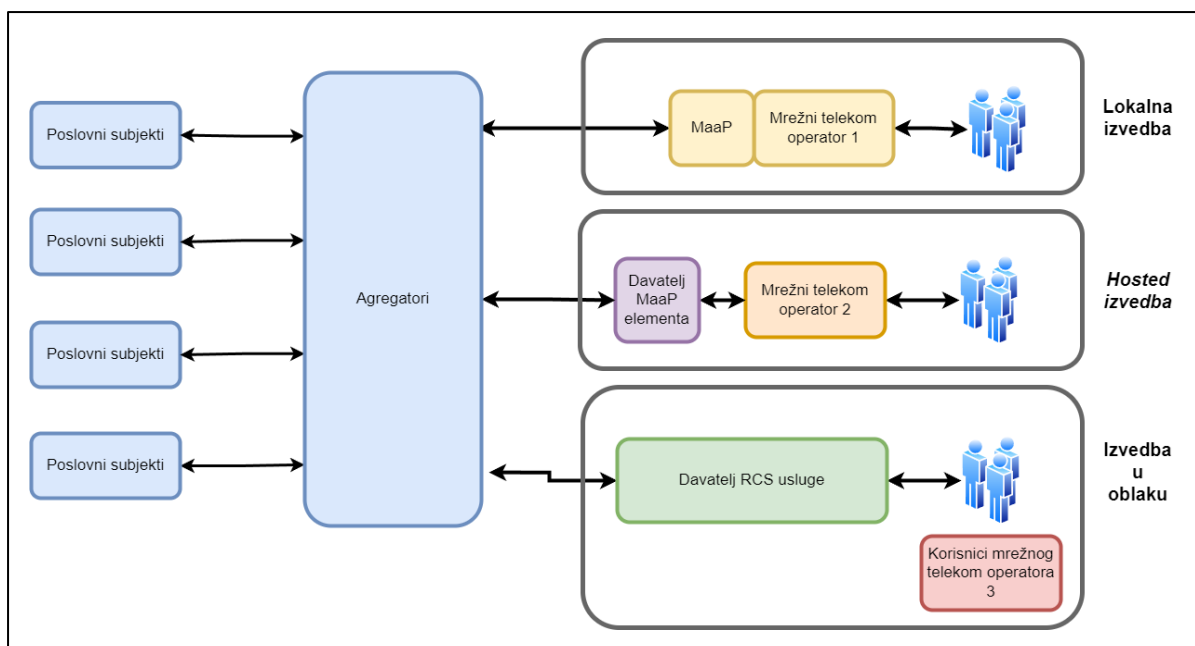 Poslovni subjekti
Poslovni subjekti
Poslovni subjekti
Poslovni subjekti
Agregatori
MaaP
Mrežni telekom
operator 1
Lokalna
izvedba
Davatelj
MaaP
elementa
Mrežni telekom
operator 2
Hosted
izvedba
Davatelj RCS usluge
Korisnici mrežnog
telekom operatora
3
Izvedba
u
oblaku